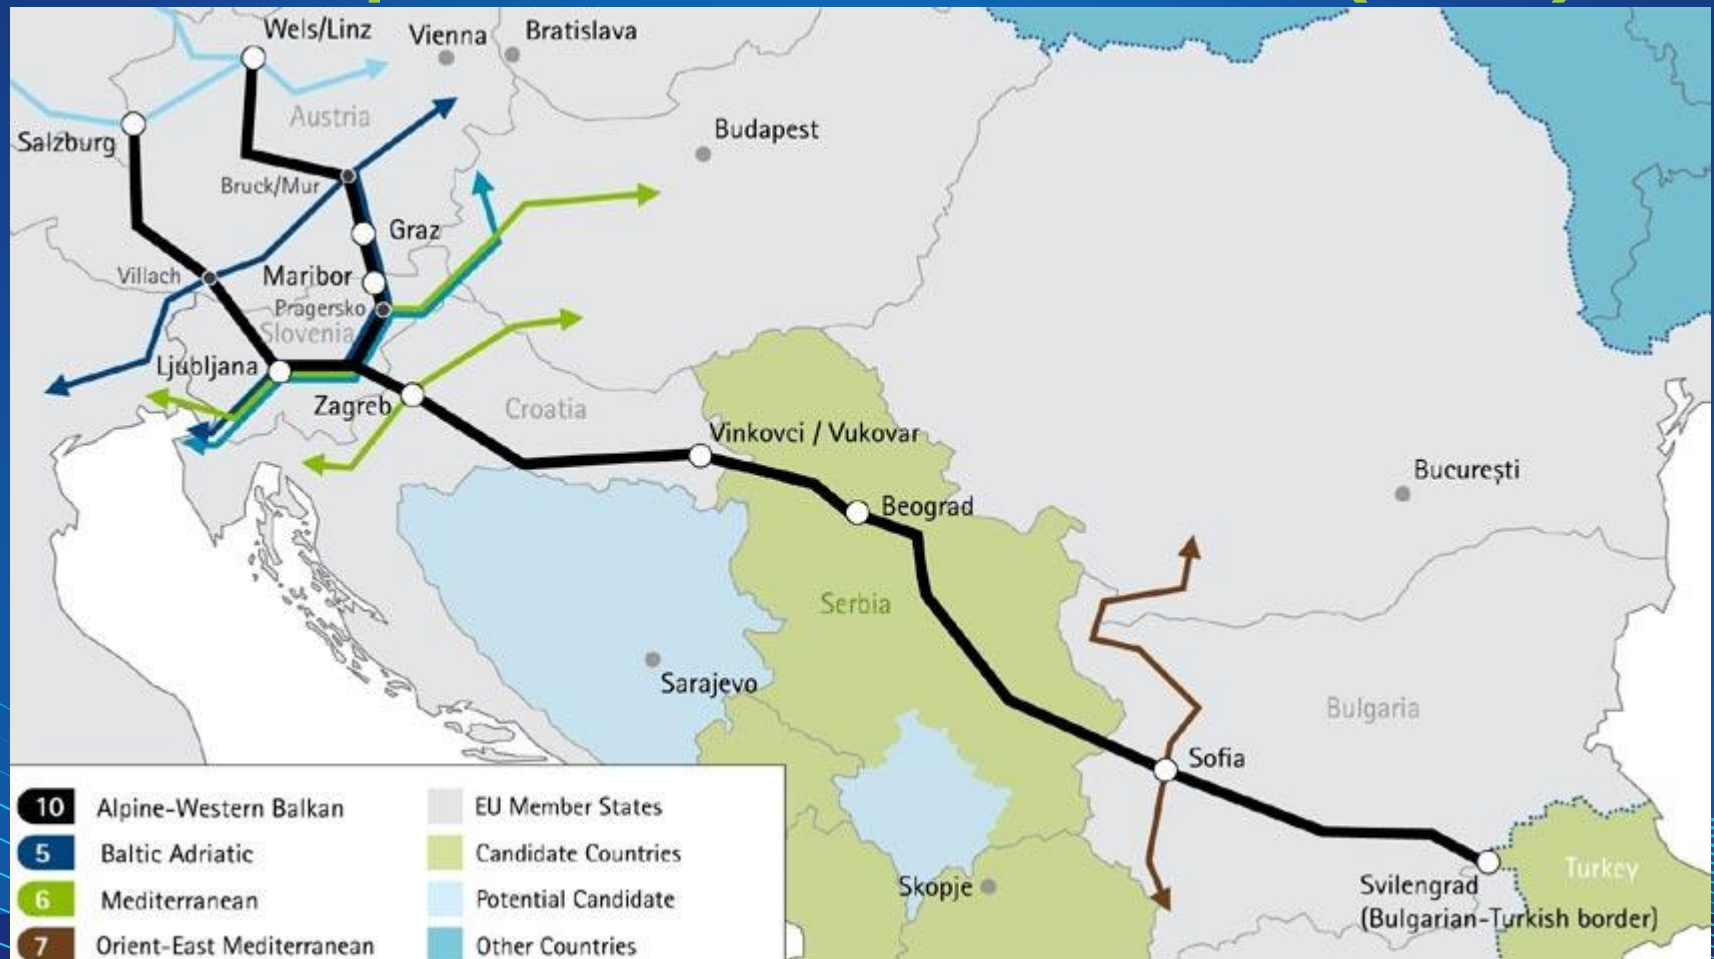 Wels/Linz
Vienna
Bratislava
Austria
Salzburg
Budapest
Bruck/Mur
Graz
Villach
Maribor
Pragersko
Slovenia
Ljubljana
Zagreb
Croatia
Vinkovci / Vukovar
Bucureşti
Beograd
Serbia
Sarajevo
Bulgaria
Sofia
Skopje
Turkey
Svilengrad
(Bulgarian-Turkish border)
10 Alpine-Western Balkan
5 Baltic Adriatic
6 Mediterranean
7 Orient-East Mediterranean
EU Member States
Candidate Countries
Potential Candidate
Other Countries